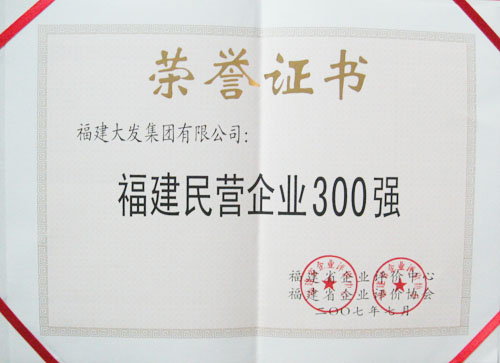 荣誉证书
福建大发集团有限公司：
福建民营企业300强
福建省企业评价中心
福建省企业评价协会
二〇〇七年七月